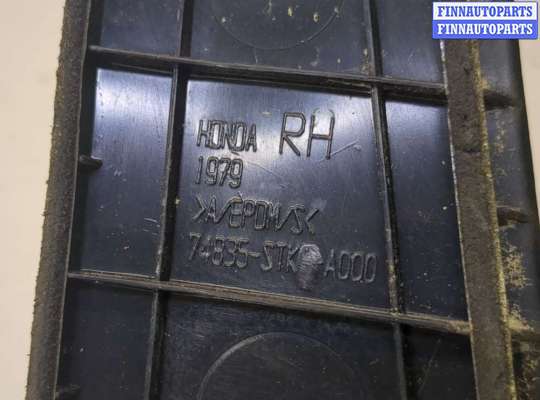 FINNAUTOPARTS
FINNAUTOPARTS
HONDA RH
1979
>A/EPDM/S<
74835-STK A000